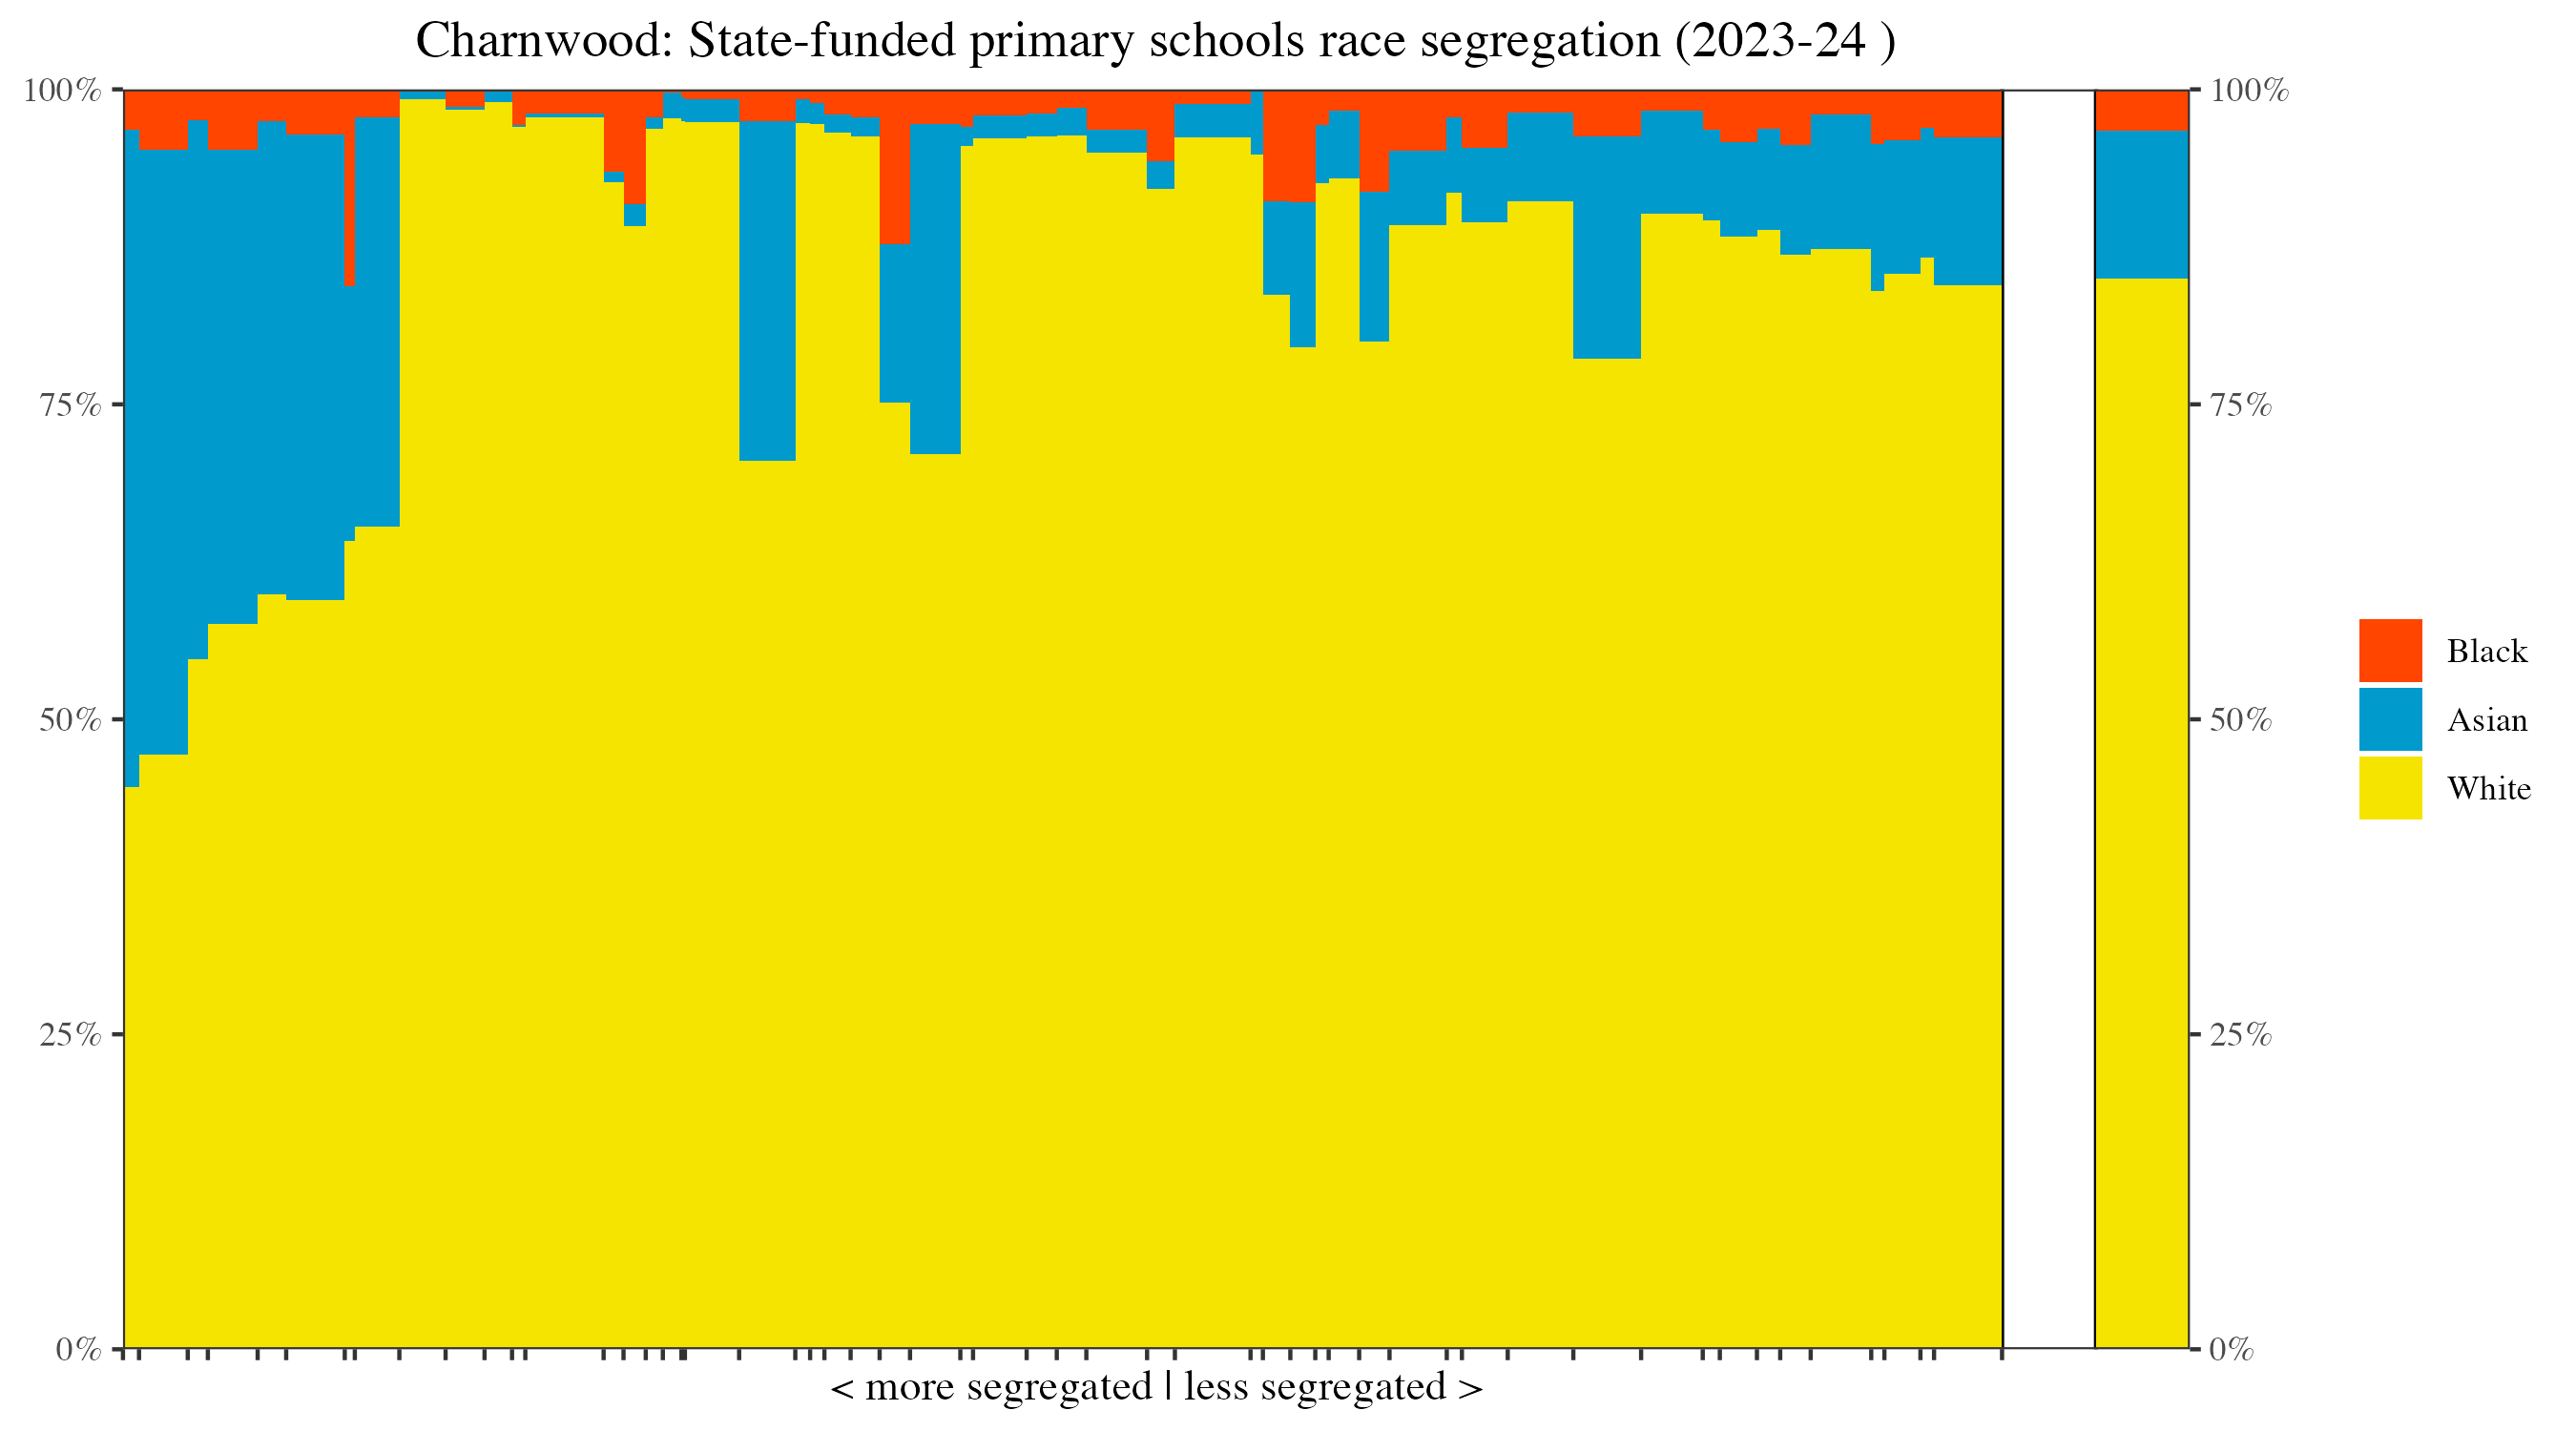 Charnwood: State-funded primary schools race segregation (2023-24 )
100%
75%
50%
25%
0%
100%
75%
50%
25%
0%
Black
Asian
White
< more segregated | less segregated >